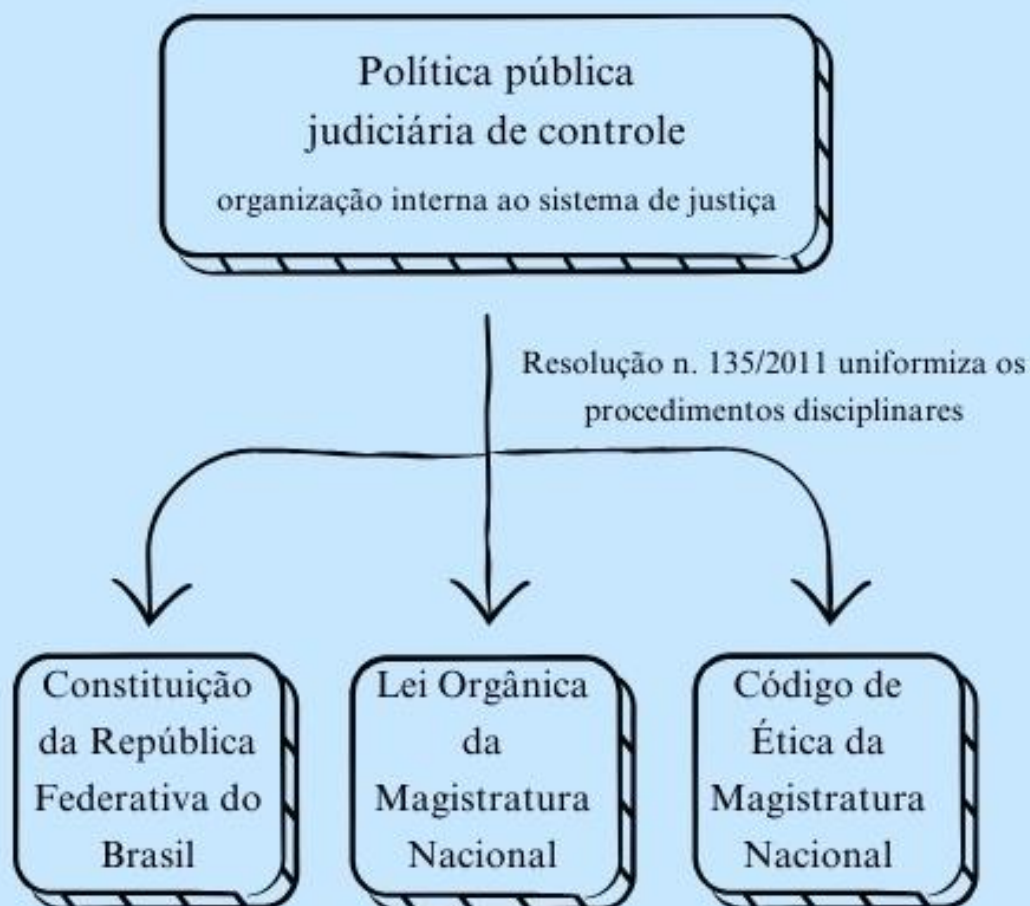 Política pública
judiciária de controle
organização interna ao sistema de justiça
Resolução n. 135/2011 uniformiza os
procedimentos disciplinares
Constituição
da República
Federativa do
Brasil
Lei Orgânica
da
Magistratura
Nacional
Código de
Ética da
Magistratura
Nacional